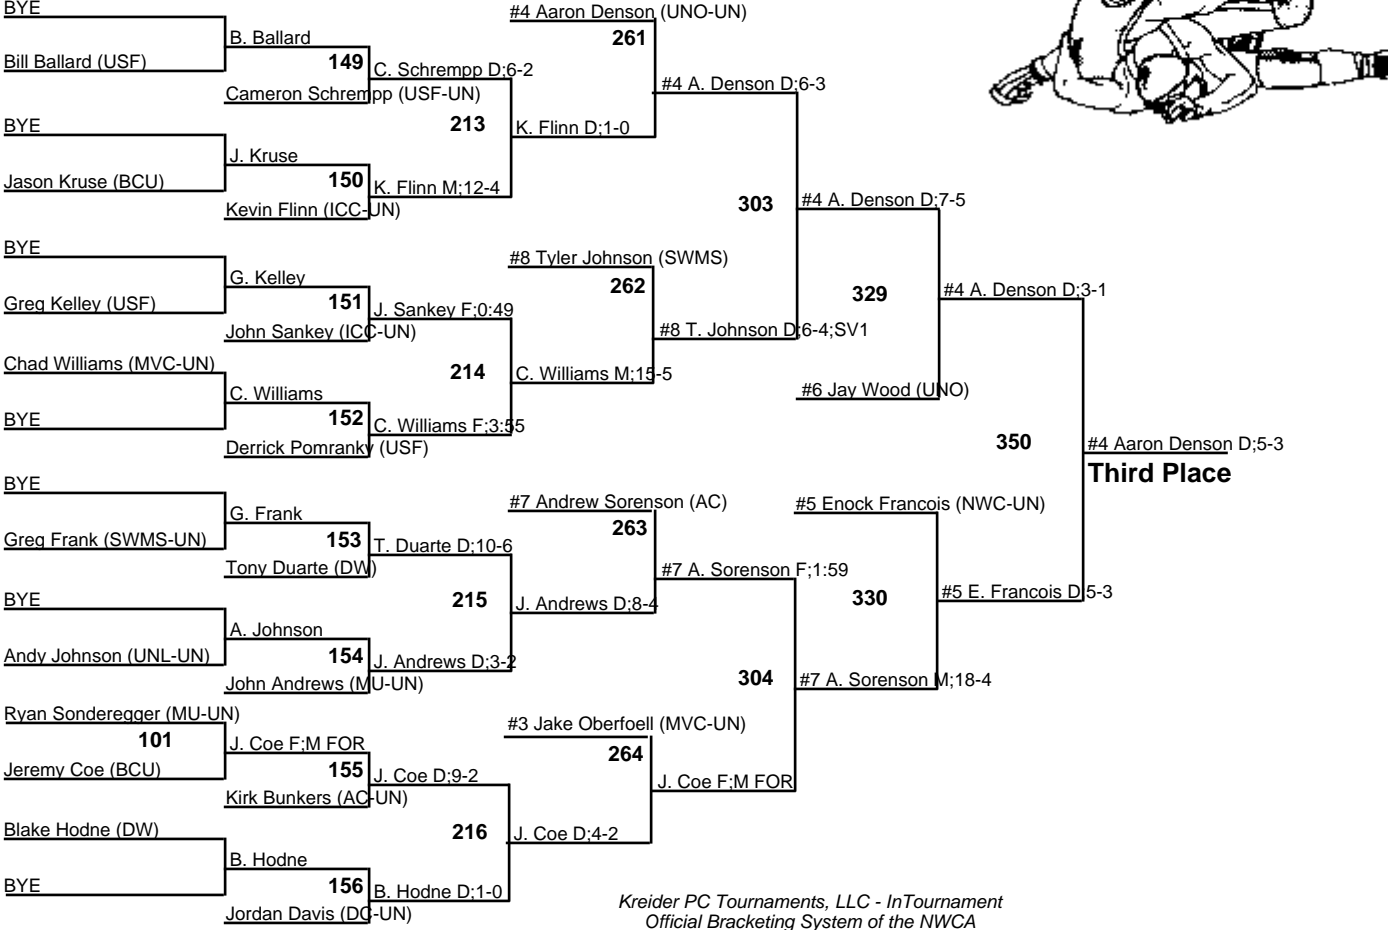 BYE
Bill Ballard (USF)
B. Ballard
149
Cameron Schrempp (USF-UN)
C. Schrempp D;6-2
BYE
Jason Kruse (BCU)
J. Kruse
150
Kevin Flinn (ICC-UN)
K. Flinn M;12-4
213
K. Flinn D;1-0
#4 Aaron Denson (UNO-UN)
261
#4 A. Denson D;6-3
BYE
Greg Kelley (USF)
G. Kelley
151
John Sankey (ICC-UN)
J. Sankey F;0:49
Chad Williams (MVC-UN)
BYE
C. Williams
152
Derrick Pomranky (USF)
C. Williams F;3:55
214
C. Williams M;15-5
#8 Tyler Johnson (SWMS)
262
#8 T. Johnson D;6-4;SV1
303
#4 A. Denson D;7-5
329
#6 Jay Wood (UNO)
#4 A. Denson D;3-1
BYE
Greg Frank (SWMS-UN)
G. Frank
153
Tony Duarte (DW)
T. Duarte D;10-6
BYE
Andy Johnson (UNL-UN)
A. Johnson
154
John Andrews (MU-UN)
J. Andrews D;3-2
215
J. Andrews D;8-4
#7 Andrew Sorenson (AC)
263
#7 A. Sorenson F;1:59
Ryan Sonderegger (MU-UN)
101
Jeremy Coe (BCU)
J. Coe F;M FOR
155
Kirk Bunkers (AC-UN)
J. Coe D;9-2
Blake Hodne (DW)
BYE
B. Hodne
156
Jordan Davis (DC-UN)
B. Hodne D;1-0
216
J. Coe D;4-2
#3 Jake Oberfoell (MVC-UN)
264
J. Coe F;M FOR
304
#7 A. Sorenson M;18-4
#5 Enock Francois (NWC-UN)
330
#5 E. Francois D;5-3
350
#4 Aaron Denson D;5-3
Third Place
Kreider PC Tournaments, LLC - InTournament
Official Bracketing System of the NWCA